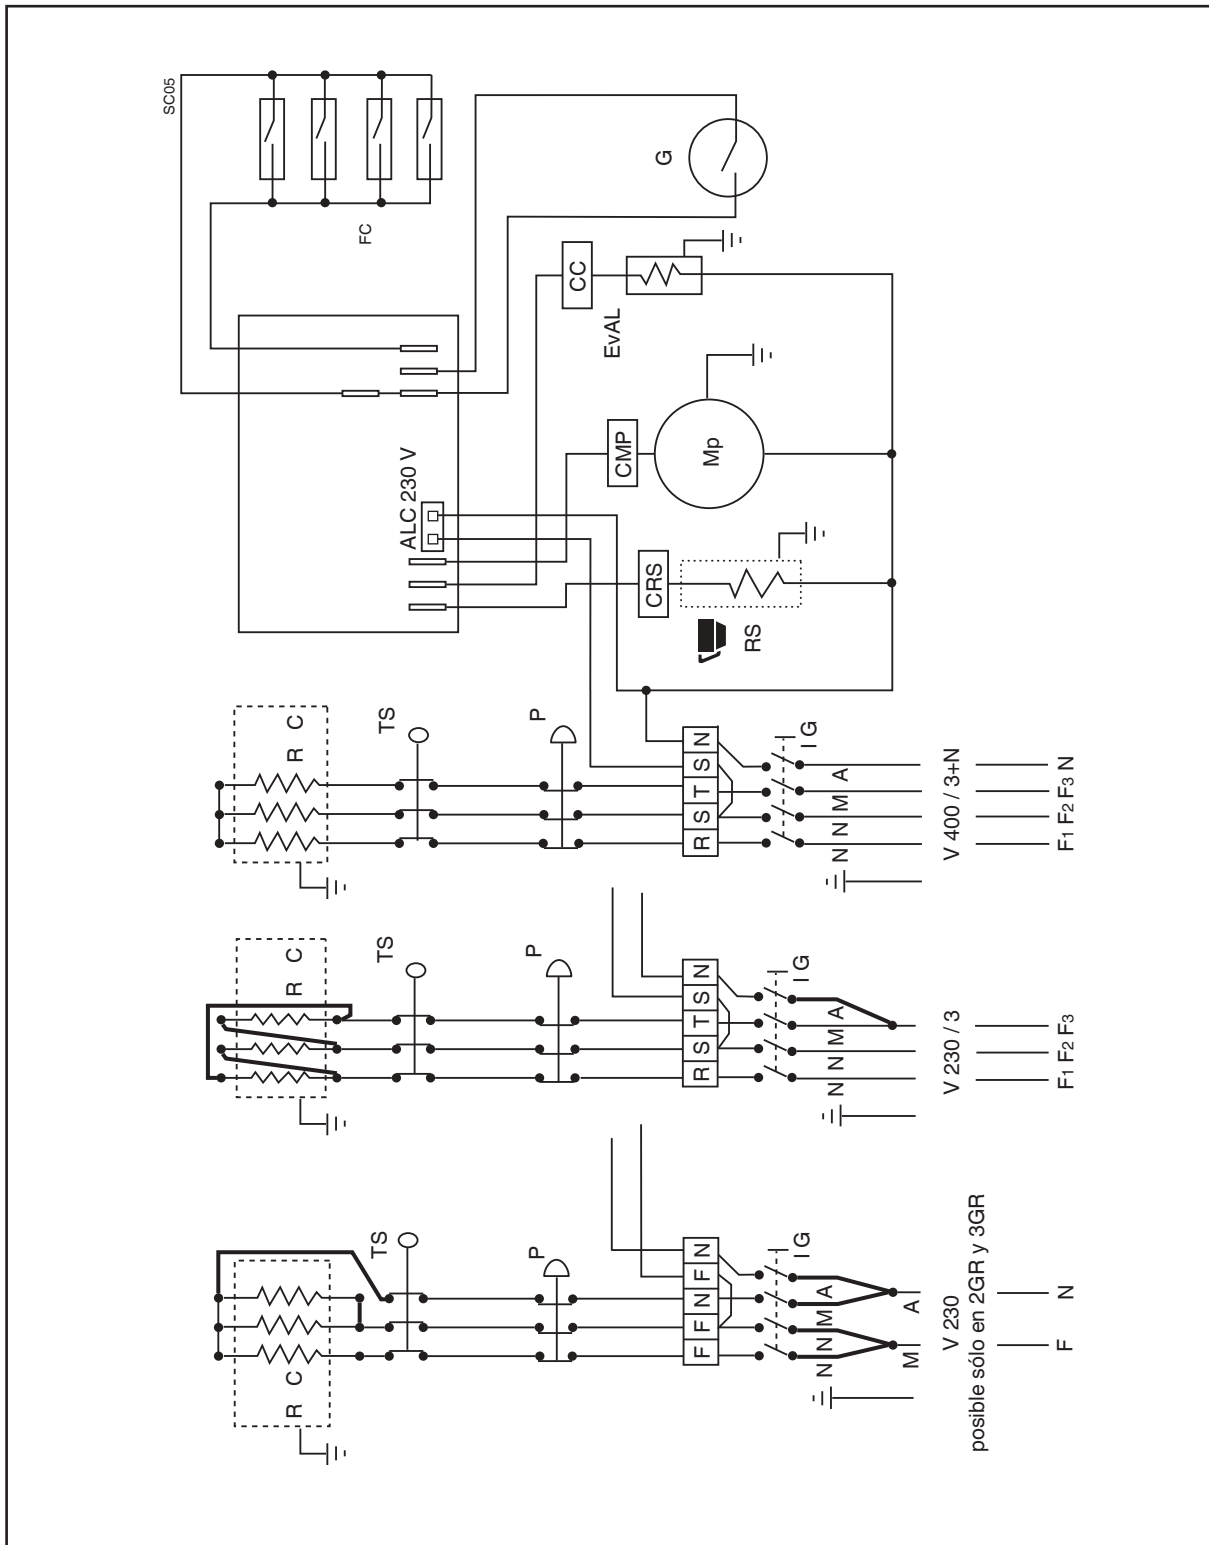 SC05
FC
G
CC
EvAL
CMP
Mp
ALC 230 V
CRS
RS
R C
TS
P
R S T S N
I G
N N M A
V 400 / 3+N
F1 F2 F3 N
R C
TS
P
R S T S N
I G
N N M A
V 230 / 3
F1 F2 F3
R C
TS
P
F F N F N
I G
N N M A
M A
V 230
posible sólo en 2GR y 3GR
F N